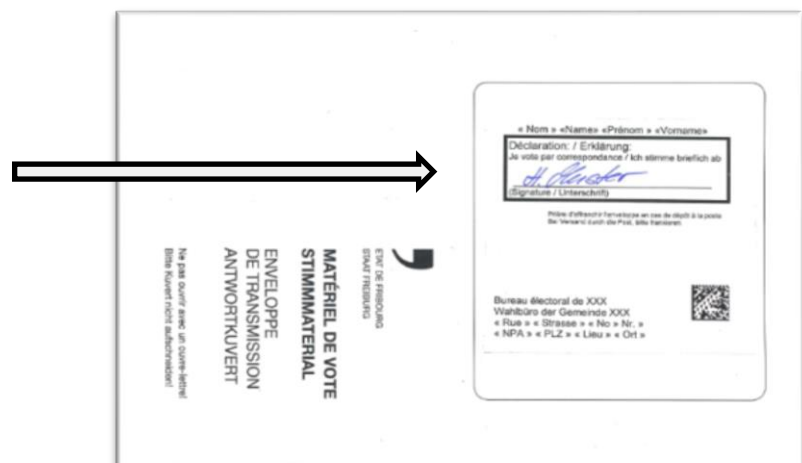 « Nom » «Name» «Prénom » «Vorname»
Déclaration: / Erklärung:
Je vote par correspondance / Ich stimme brieflich ab
H. Muster
(Signature / Unterschrift)
Prière d'affranchir l'enveloppe en cas de dépôt à la poste
Bei Versand durch die Post, bitte frankieren
Bureau électoral de XXX
Wahlbüro der Gemeinde XXX
« Rue » « Strasse » « No » « Nr. »
« NPA » « PLZ » « Lieu » « Ort »
ETAT DE FRIBOURG
STAAT FREIBURG
MATÉRIEL DE VOTE
STIMMMATERIAL
ENVELOPPE
DE TRANSMISSION
ANTWORTKUVERT
Ne pas ouvrir avec un ouvre-lettre!
Bitte Kuvert nicht aufschneiden!